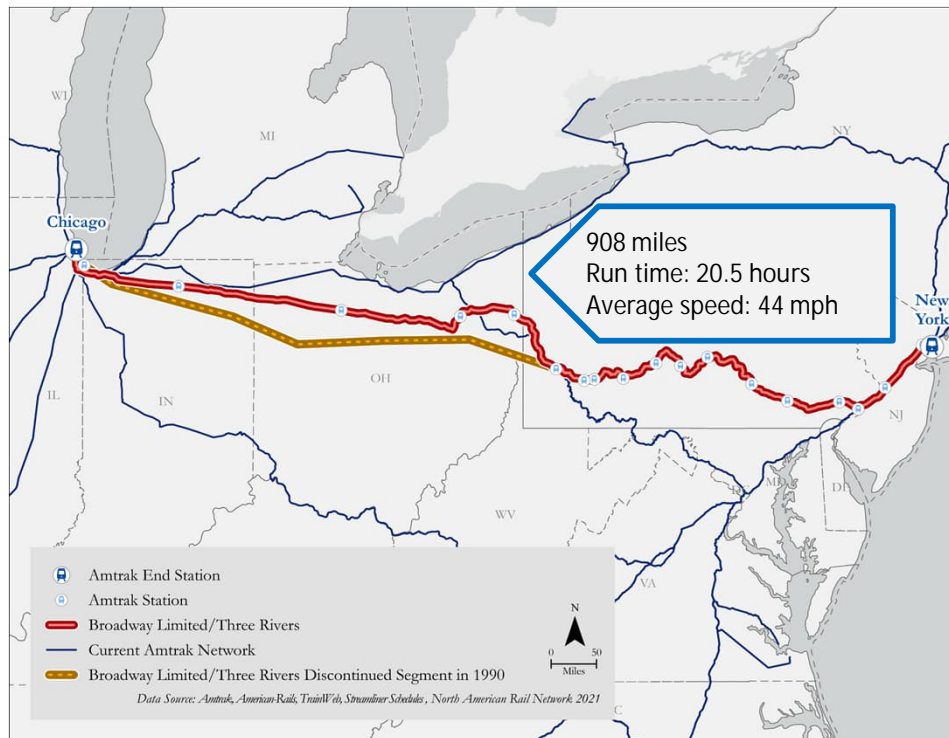 WI
MI
NY
Chicago
908 miles
Run time: 20.5 hours
Average speed: 44 mph
New
York
IL
IN
OH
NJ
WV
MD
DE
VA
Amtrak End Station
Amtrak Station
Broadway Limited/Three Rivers
Current Amtrak Network
Broadway Limited/Three Rivers Discontinued Segment in 1990
N
0 50
Miles
Data Source: Amtrak, American-Rails, TrainWeb, Streamliner Schedules , North American Rail Network 2021